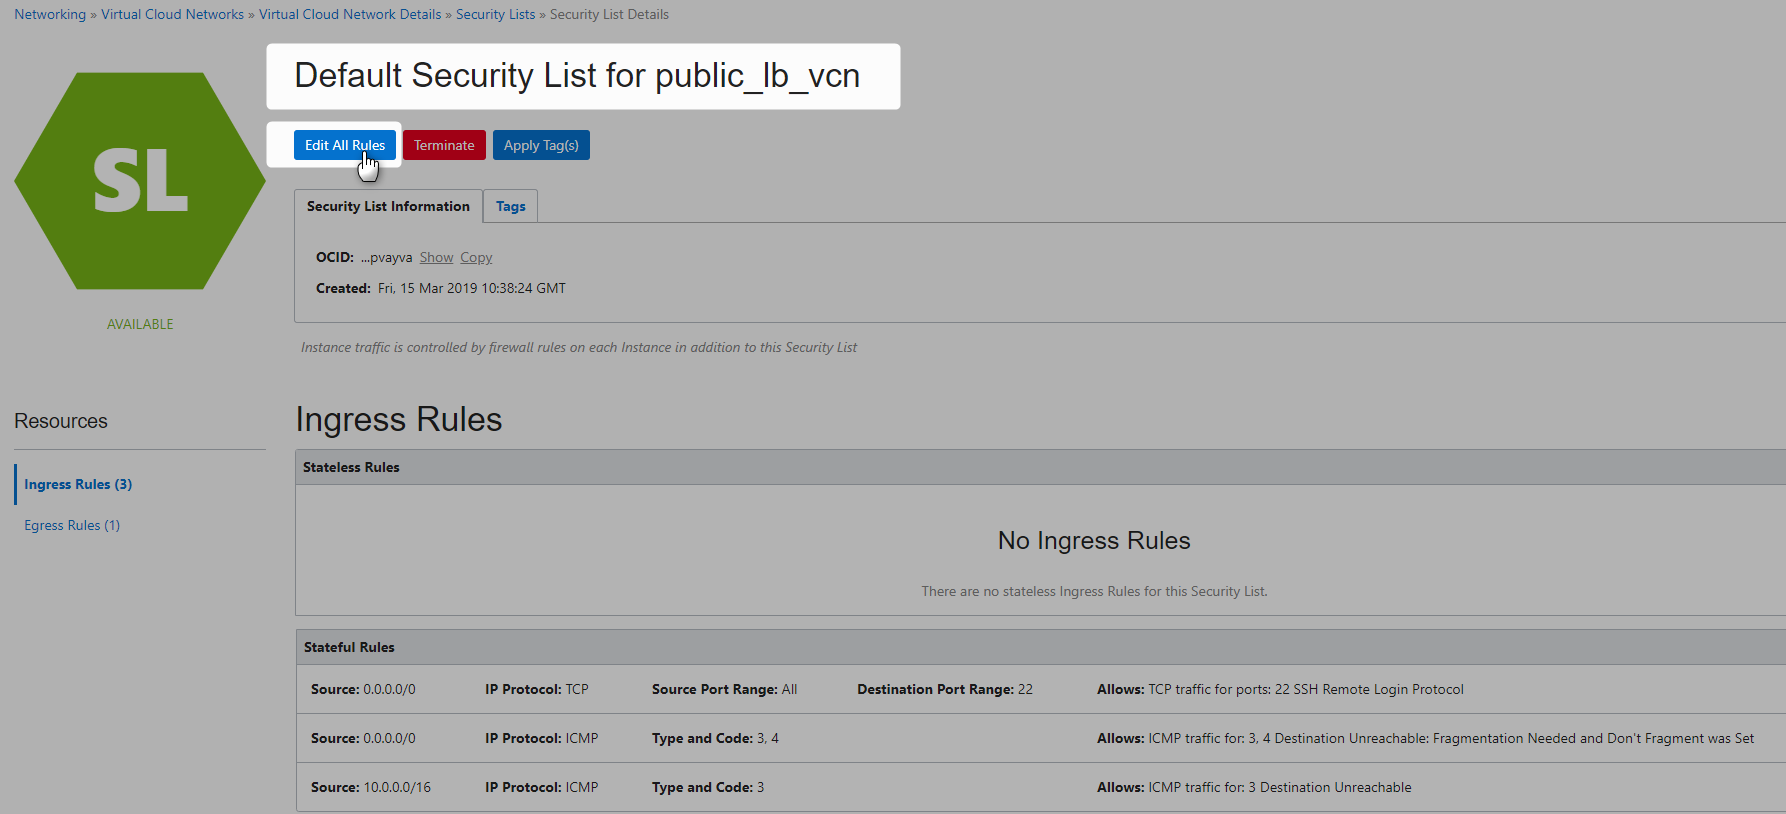 Networking » Virtual Cloud Networks » Virtual Cloud Network Details » Security Lists » Security List Details
SL
AVAILABLE
Default Security List for public_lb_vcn
Edit All Rules Terminate Apply Tag(s)
Security List Information Tags
OCID: ...pvayva Show Copy
Created: Fri, 15 Mar 2019 10:38:24 GMT
Instance traffic is controlled by firewall rules on each Instance in addition to this Security List
Resources
Ingress Rules (3)
Egress Rules (1)
Ingress Rules
Stateless Rules
No Ingress Rules
There are no stateless Ingress Rules for this Security List.
Stateful Rules
Source: 0.0.0.0/0 IP Protocol: TCP Source Port Range: All Destination Port Range: 22 Allows: TCP traffic for ports: 22 SSH Remote Login Protocol
Source: 0.0.0.0/0 IP Protocol: ICMP Type and Code: 3, 4 Allows: ICMP traffic for: 3, 4 Destination Unreachable: Fragmentation Needed and Don't Fragment was Set
Source: 10.0.0.0/16 IP Protocol: ICMP Type and Code: 3 Allows: ICMP traffic for: 3 Destination Unreachable